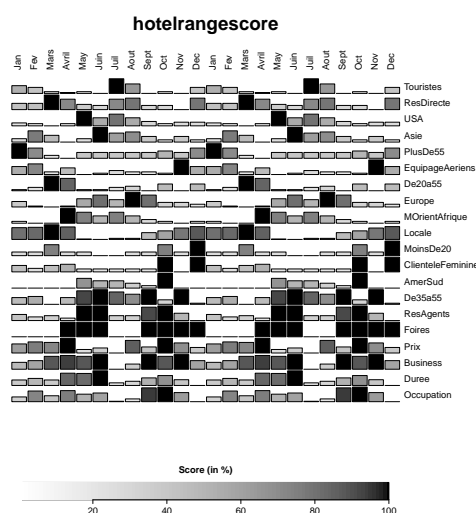 hotelrangescore
Jan Fev Mars Avril May Juin Juil Aout Sept Oct Nov Dec Jan Fev Mars Avril May Juin Juil Aout Sept Oct Nov Dec
Touristes
ResDirecte
USA
Asie
PlusDe55
EquipageAeriens
De20a55
Europe
MOrientAfrique
Locale
MoinsDe20
ClienteleFeminine
AmerSud
De35a55
ResAgents
Foires
Prix
Business
Duree
Occupation
Score (in %)
20 40 60 80 100